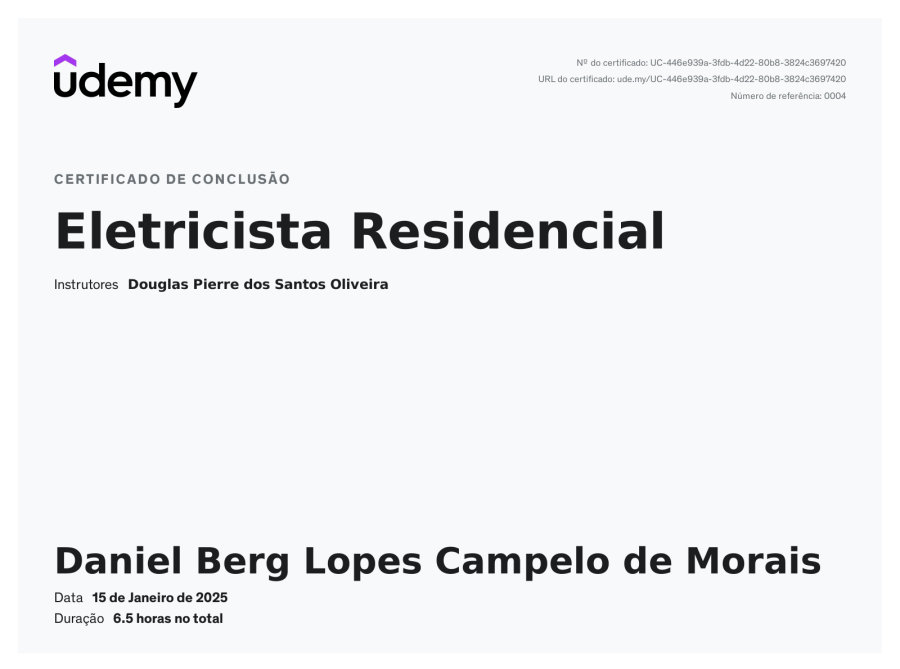 udemy
Nº do certificado: UC-446e939a-3fdb-4d22-80b8-3824c3697420
URL do certificado: ude.my/UC-446e939a-3fdb-4d22-80b8-3824c3697420
Número de referência: 0004
CERTIFICADO DE CONCLUSÃO
Eletricista Residencial
Instrutores Douglas Pierre dos Santos Oliveira
Daniel Berg Lopes Campelo de Morais
Data 15 de Janeiro de 2025
Duração 6.5 horas no total